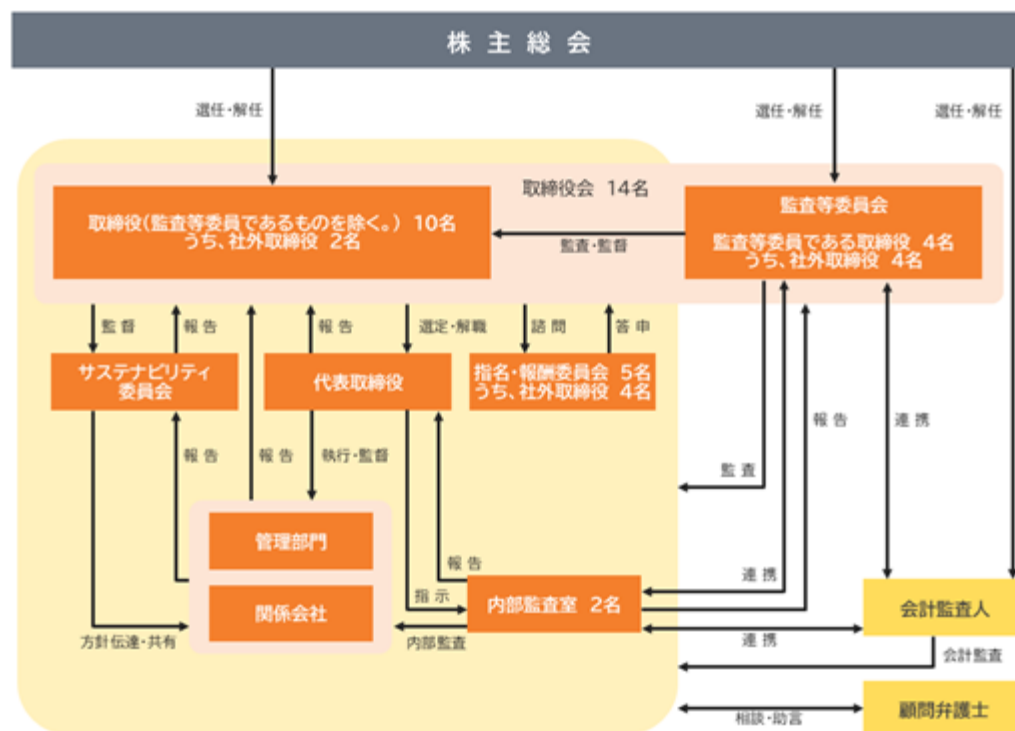 株主総会
選任・解任
選任・解任
選任・解任
取締役会 14名
取締役(監査等委員であるものを除く。) 10名
うち、社外取締役 2名
監査・監督
監査等委員会
監査等委員である取締役 4名
うち、社外取締役 4名
監督
報告
報告
選定・解職
諮問
答申
サステナビリティ
委員会
代表取締役
指名・報酬委員会 5名
うち、社外取締役 4名
報告
報告
執行・監督
監査
報告
連携
管理部門
関係会社
報告
指示
内部監査室 2名
連携
会計監査人
方針伝達・共有
内部監査
連携
会計監査
相談・助言
顧問弁護士